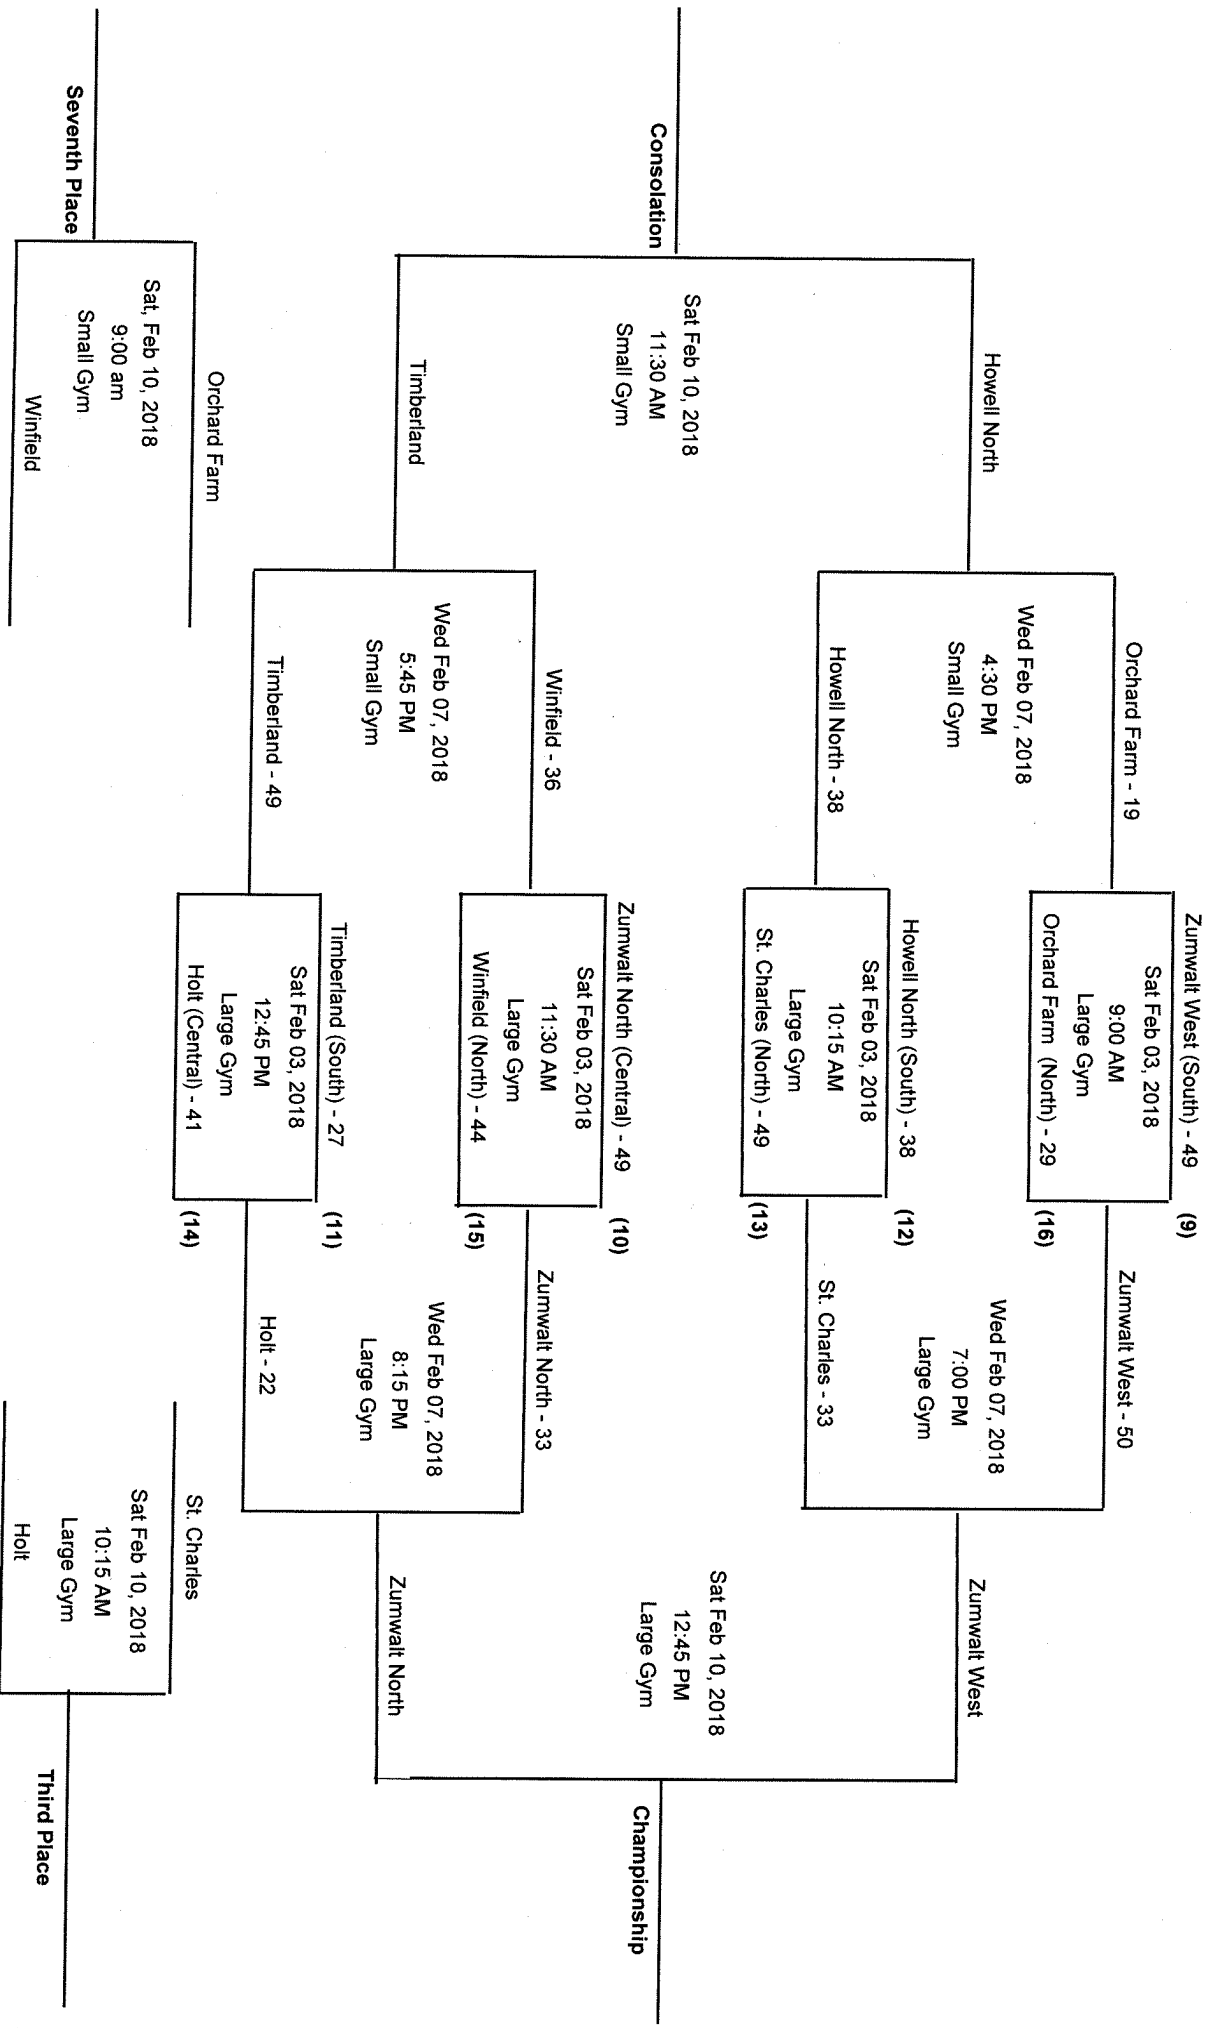 Zumwalt West (South) - 49
(9)
Sat Feb 03, 2018
9:00 AM
Large Gym
Orchard Farm (North) - 29
(16)
Orchard Farm - 19
Wed Feb 07, 2018
4:30 PM
Small Gym
Howell North - 38
Zumwalt West - 50
Wed Feb 07, 2018
7:00 PM
Large Gym
St. Charles - 33
Howell North (South) - 38
(12)
Sat Feb 03, 2018
10:15 AM
Large Gym
St. Charles (North) - 49
(13)
Howell North
Sat Feb 10, 2018
11:30 AM
Small Gym
Consolation
Timberland
Zumwalt West
Sat Feb 10, 2018
12:45 PM
Large Gym
Championship
Zumwalt North
Zumwalt North (Central) - 49
(10)
Sat Feb 03, 2018
11:30 AM
Large Gym
Winfield (North) - 44
(15)
Winfield - 36
Wed Feb 07, 2018
5:45 PM
Small Gym
Timberland - 49
Zumwalt North - 33
Wed Feb 07, 2018
8:15 PM
Large Gym
Holt - 22
Timberland (South) - 27
(11)
Sat Feb 03, 2018
12:45 PM
Large Gym
Holt (Central) - 41
(14)
Orchard Farm
Sat, Feb 10, 2018
9:00 am
Small Gym
Seventh Place
Winfield
St. Charles
Sat Feb 10, 2018
10:15 AM
Large Gym
Third Place
Holt